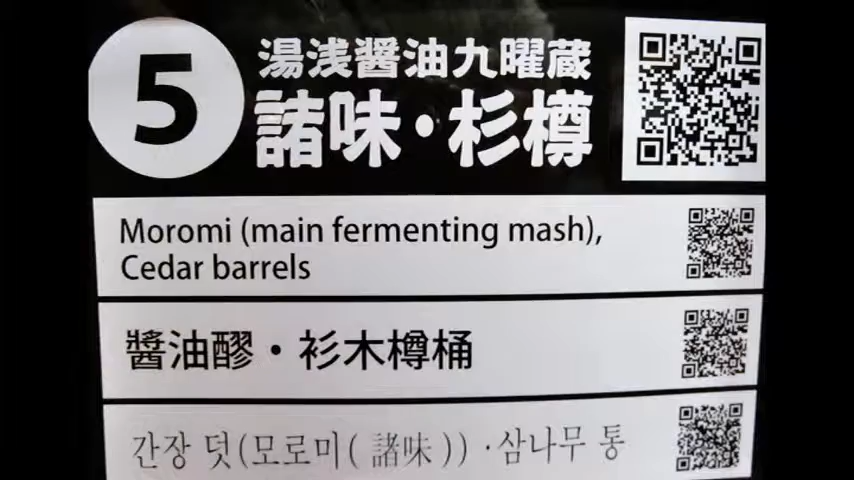 5
湯浅醤油九曜蔵
諸味・杉樽
Moromi (main fermenting mash),
Cedar barrels
醬油醪・衫木樽桶
간장 덧(모로미(諸味))・삼나무 통